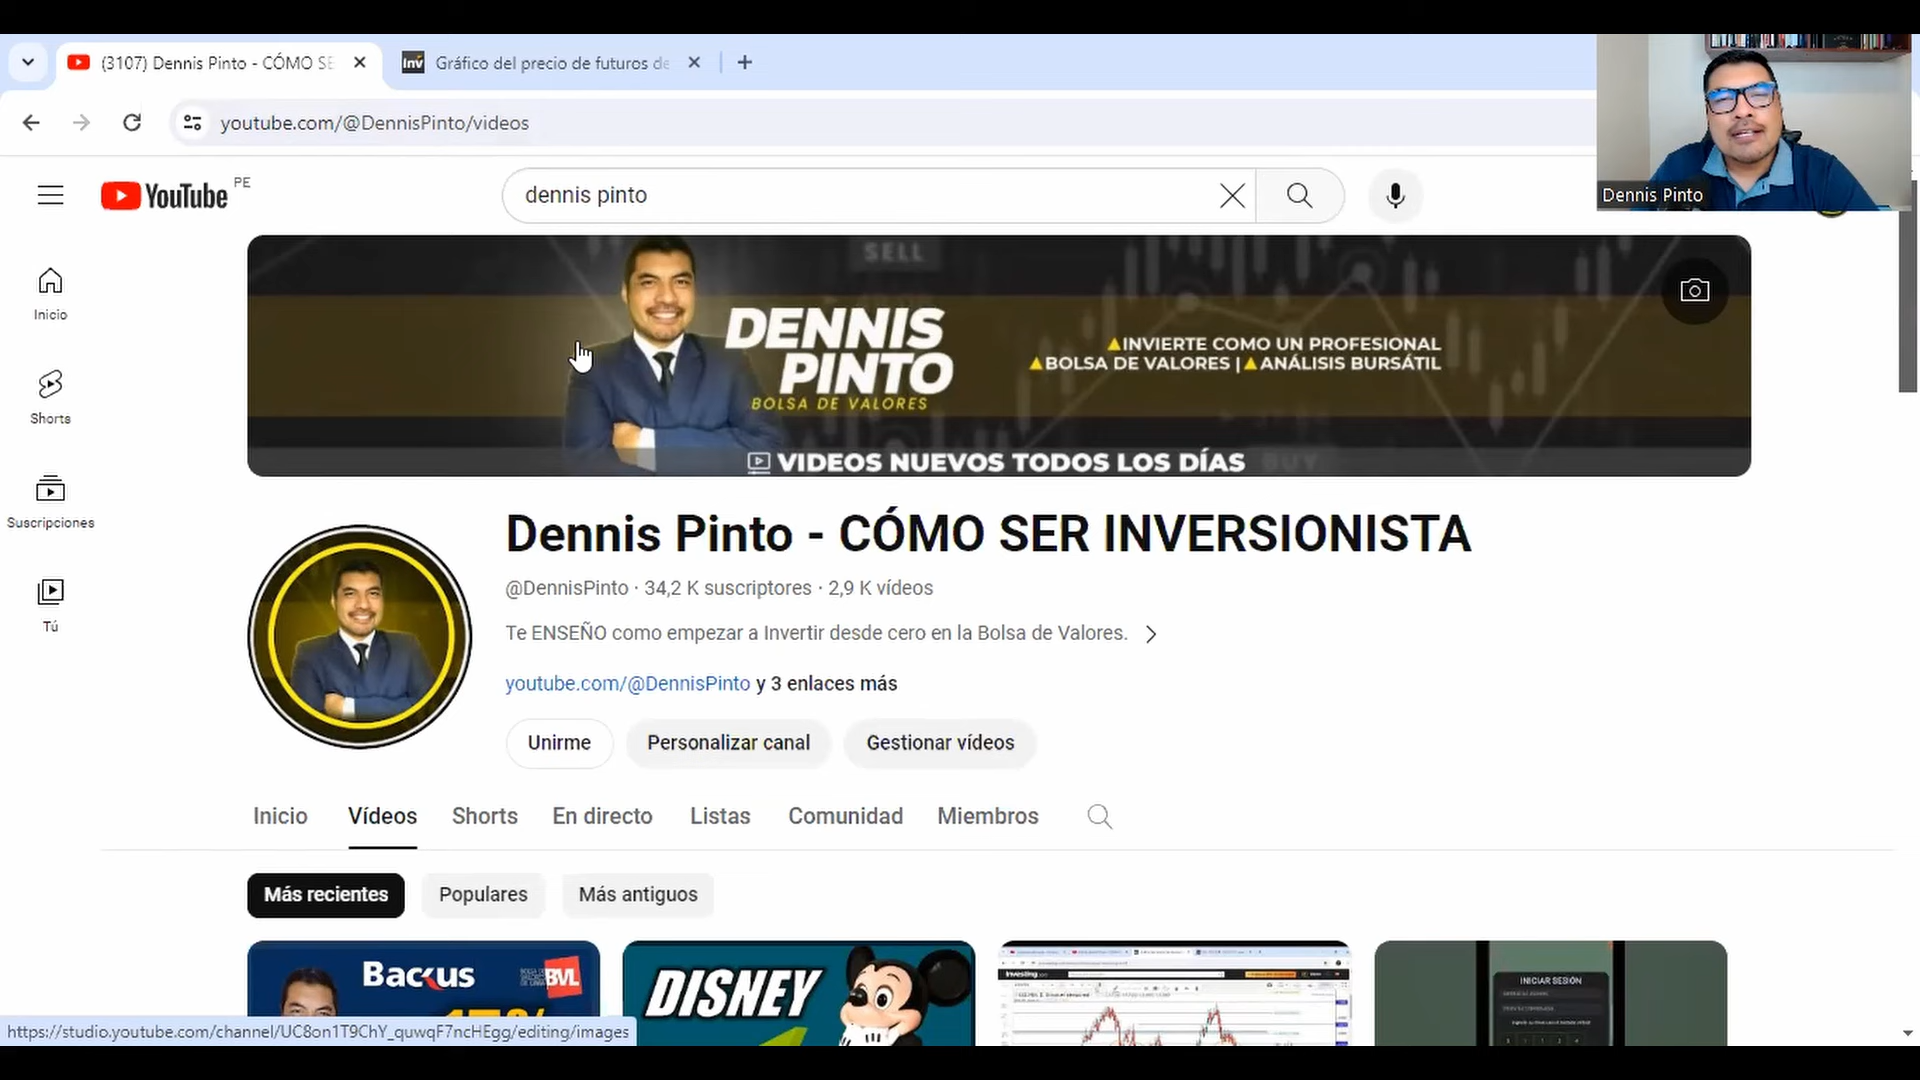 (3107) Dennis Pinto - CÓMO SE
Gráfico del precio de futuros de
youtube.com/@DennisPinto/videos
YouTube PE
dennis pinto
Dennis Pinto
Inicio
Shorts
Suscripciones
Tú
SELL
DENNIS
PINTO
BOLSA DE VALORES
INVIERTE COMO UN PROFESIONAL
BOLSA DE VALORES | ANÁLISIS BURSÁTIL
VIDEOS NUEVOS TODOS LOS DÍAS
BUY
Dennis Pinto - CÓMO SER INVERSIONISTA
@DennisPinto · 34,2 K suscriptores · 2,9 K vídeos
Te ENSEÑO como empezar a Invertir desde cero en la Bolsa de Valores.
youtube.com/@DennisPinto y 3 enlaces más
Unirme
Personalizar canal
Gestionar vídeos
Inicio
Vídeos
Shorts
En directo
Listas
Comunidad
Miembros
Más recientes
Populares
Más antiguos
Backus
BVL
DISNEY
Investing
INICIAR SESIÓN
https://studio.youtube.com/channel/UC8on1T9ChY_quwqF7ncHEgg/editing/images